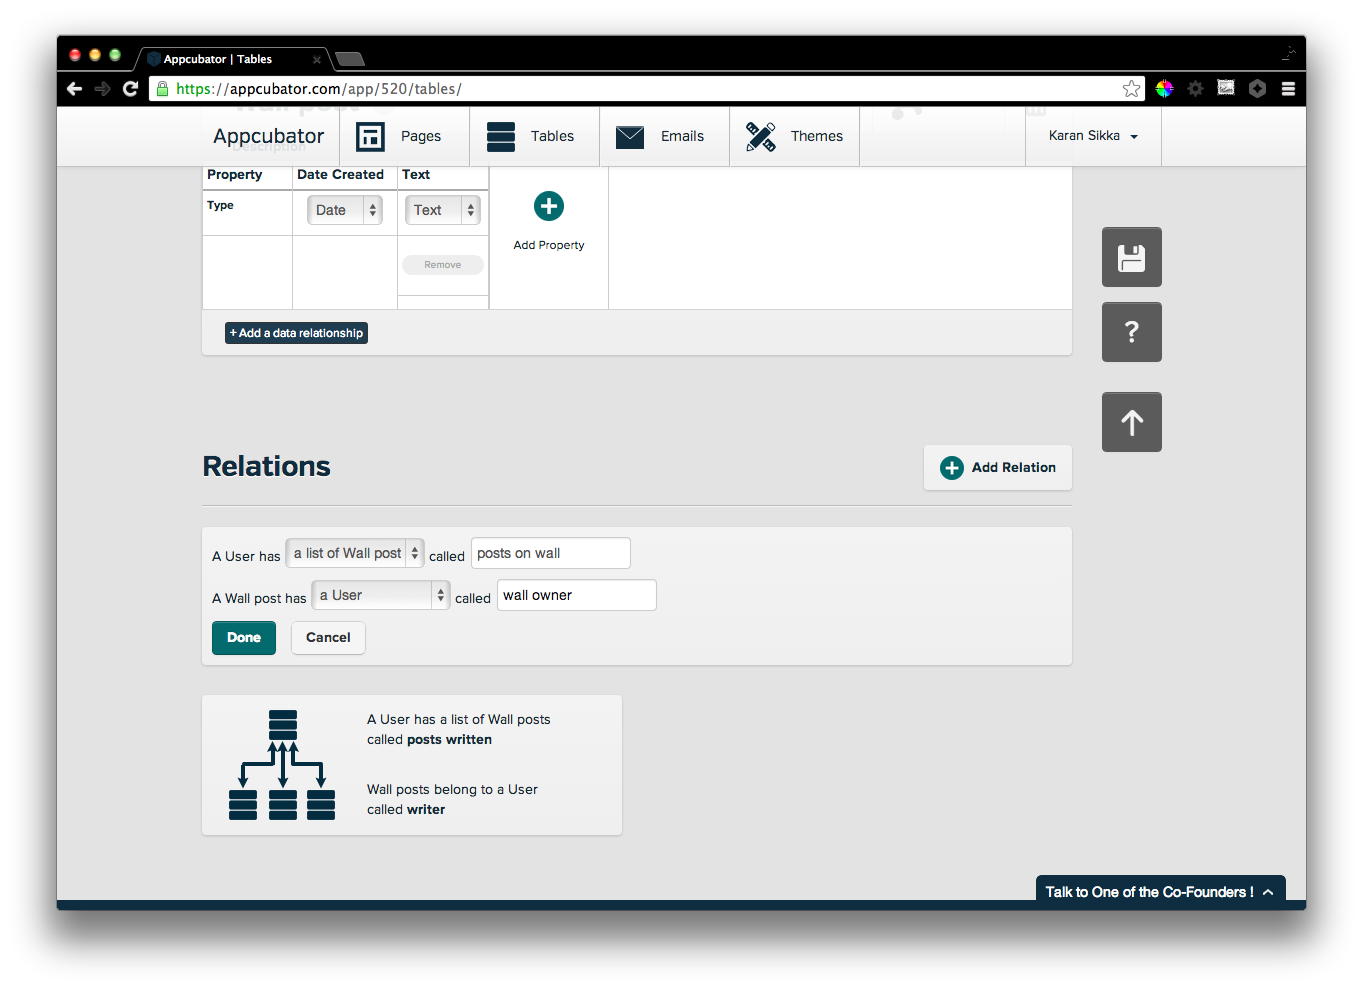 Appcubator | Tables
https://appcubator.com/app/520/tables/
Wall post
Appcubator
Pages
Tables
Emails
Themes
Karan Sikka
Description
Property
Date Created
Text
Type
Date
Text
Add Property
Remove
+ Add a data relationship
?
Relations
Add Relation
A User has a list of Wall post called posts on wall
A Wall post has a User called wall owner
Done
Cancel
A User has a list of Wall posts
called posts written
Wall posts belong to a User
called writer
Talk to One of the Co-Founders !